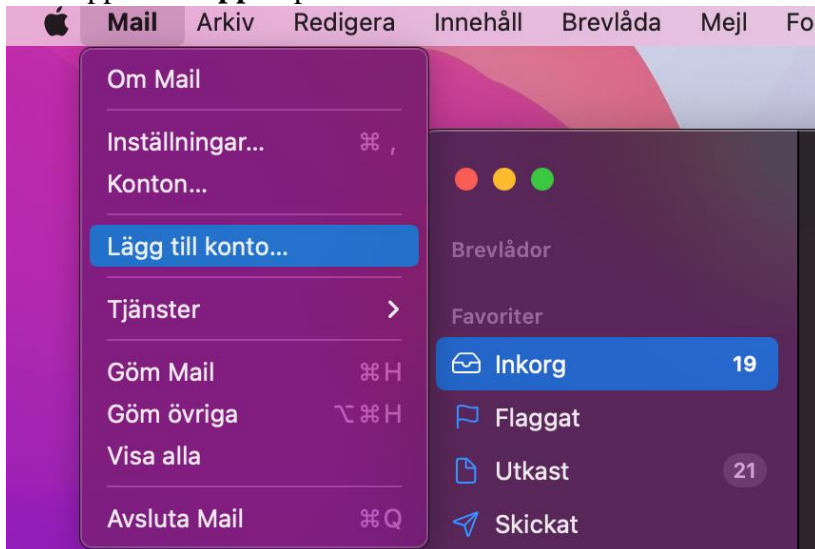 Mail Arkiv Redigera Innehåll Brevlåda Mejl Fo
Om Mail
Inställningar... ⌘ ,
Konton...
Lägg till konto...
Tjänster
Göm Mail ⌘H
Göm övriga ⌥⌘H
Visa alla
Avsluta Mail ⌘Q
Brevlådor
Favoriter
Inkorg 19
Flaggat
Utkast 21
Skickat